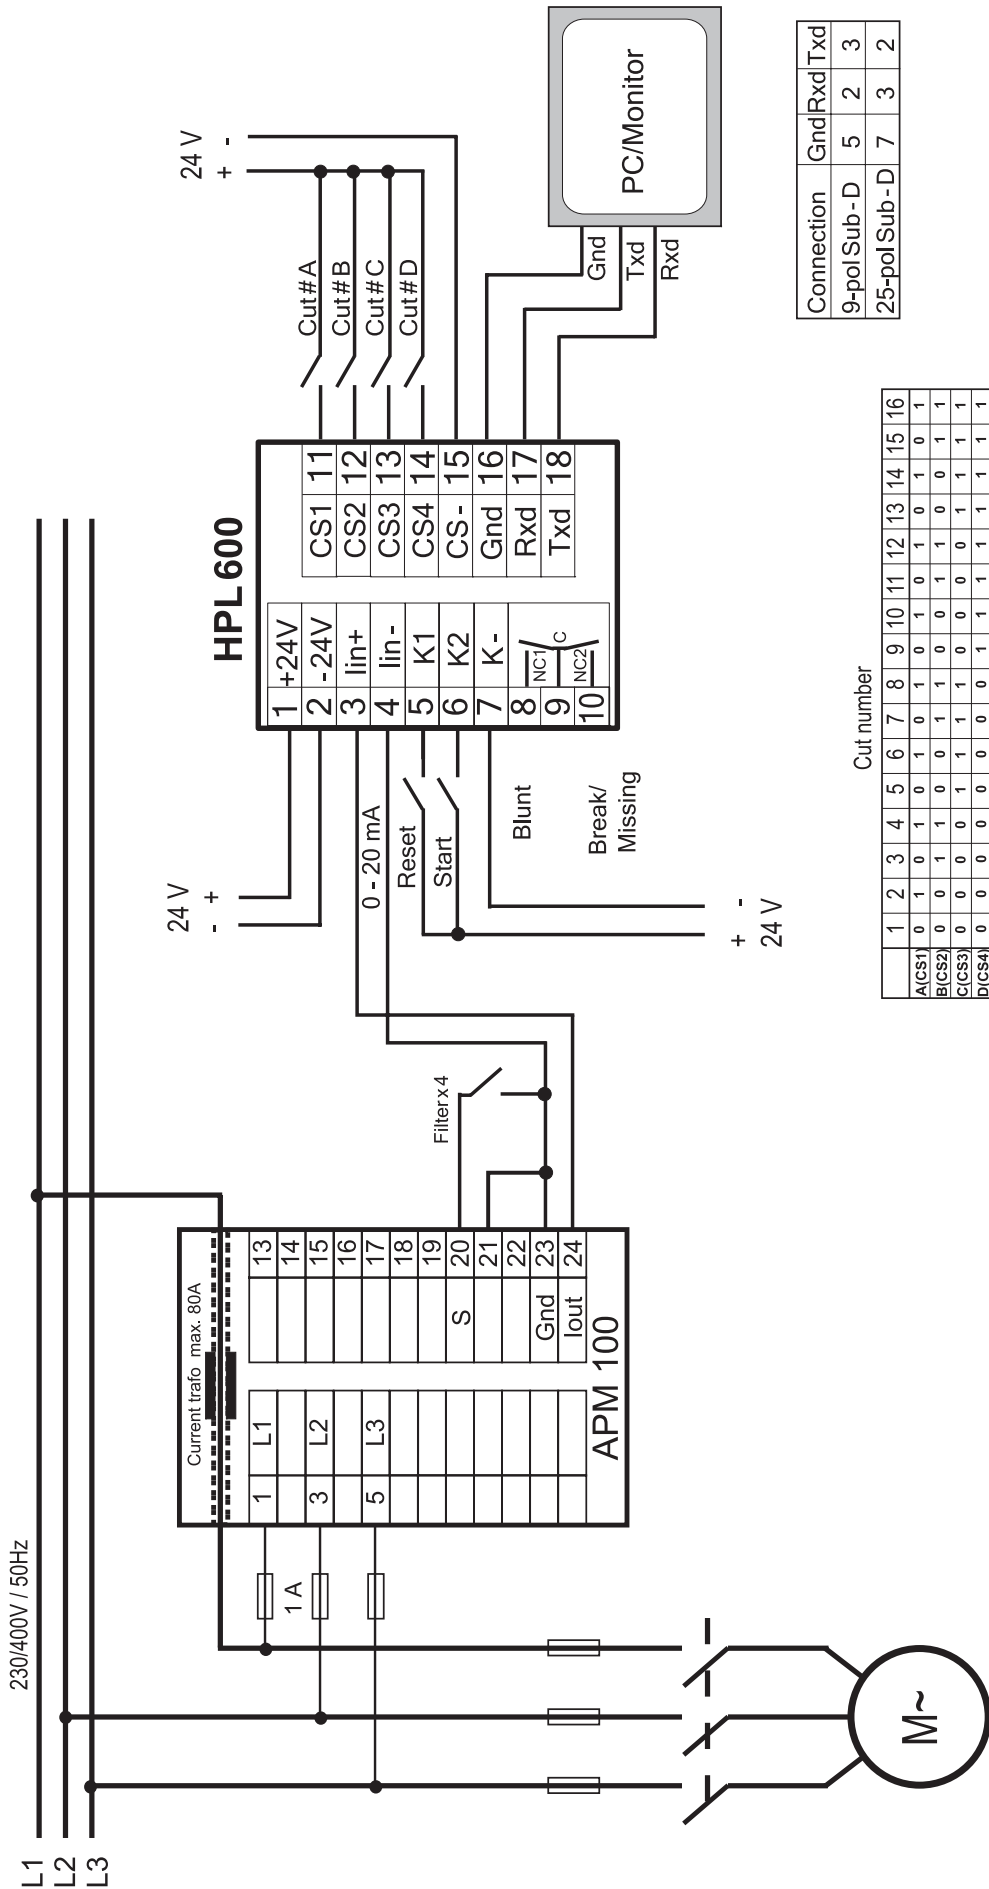 230/400V / 50Hz
L1
L2
L3
Current trafo max. 80A
1 L1
3 L2
5 L3
13
14
15
16
17
18
19
20 S
21
22
23 Gnd
24 Iout
APM 100
1 A
M~
Filter x 4
24 V
- +
0 - 20 mA
Reset
Start
Blunt
Break/
Missing
+ -
24 V
HPL 600
1 +24V
2 -24V
3 Iin+
4 Iin-
5 K1
6 K2
7 K-
8 NC1
9 C
10 NC2
CS1 11
CS2 12
CS3 13
CS4 14
CS- 15
Gnd 16
Rxd 17
Txd 18
Cut # A
Cut # B
Cut # C
Cut # D
24 V
+ -
Gnd
Txd
Rxd
PC/Monitor
Connection Gnd Rxd Txd
9-pol Sub - D 5 2 3
25-pol Sub - D 7 3 2
Cut number
1 2 3 4 5 6 7 8 9 10 11 12 13 14 15 16
A(CS1) 0 1 0 1 0 1 0 1 0 1 0 1 0 1 0 1
B(CS2) 0 0 1 1 0 0 1 1 0 0 1 1 0 0 1 1
C(CS3) 0 0 0 0 1 1 1 1 0 0 0 0 1 1 1 1
D(CS4) 0 0 0 0 0 0 0 0 1 1 1 1 1 1 1 1